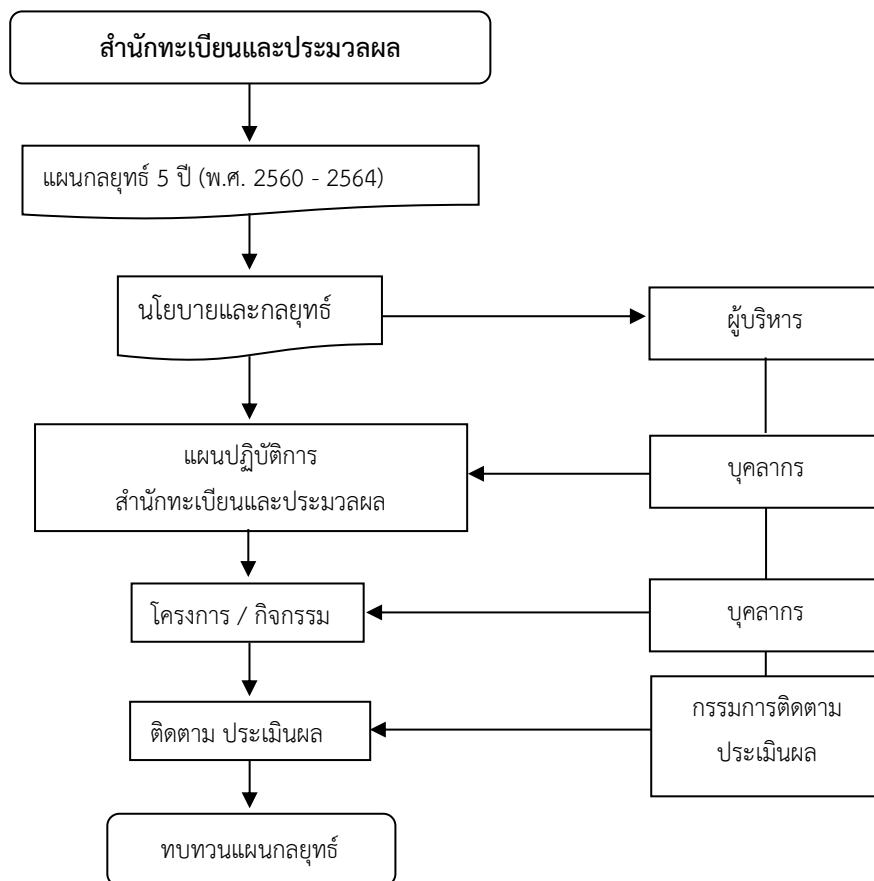 สำนักทะเบียนและประมวลผล
แผนกลยุทธ์ 5 ปี (พ.ศ. 2560 - 2564)
นโยบายและกลยุทธ์
ผู้บริหาร
แผนปฏิบัติการ
สำนักทะเบียนและประมวลผล
บุคลากร
โครงการ / กิจกรรม
บุคลากร
ติดตาม ประเมินผล
กรรมการติดตาม
ประเมินผล
ทบทวนแผนกลยุทธ์